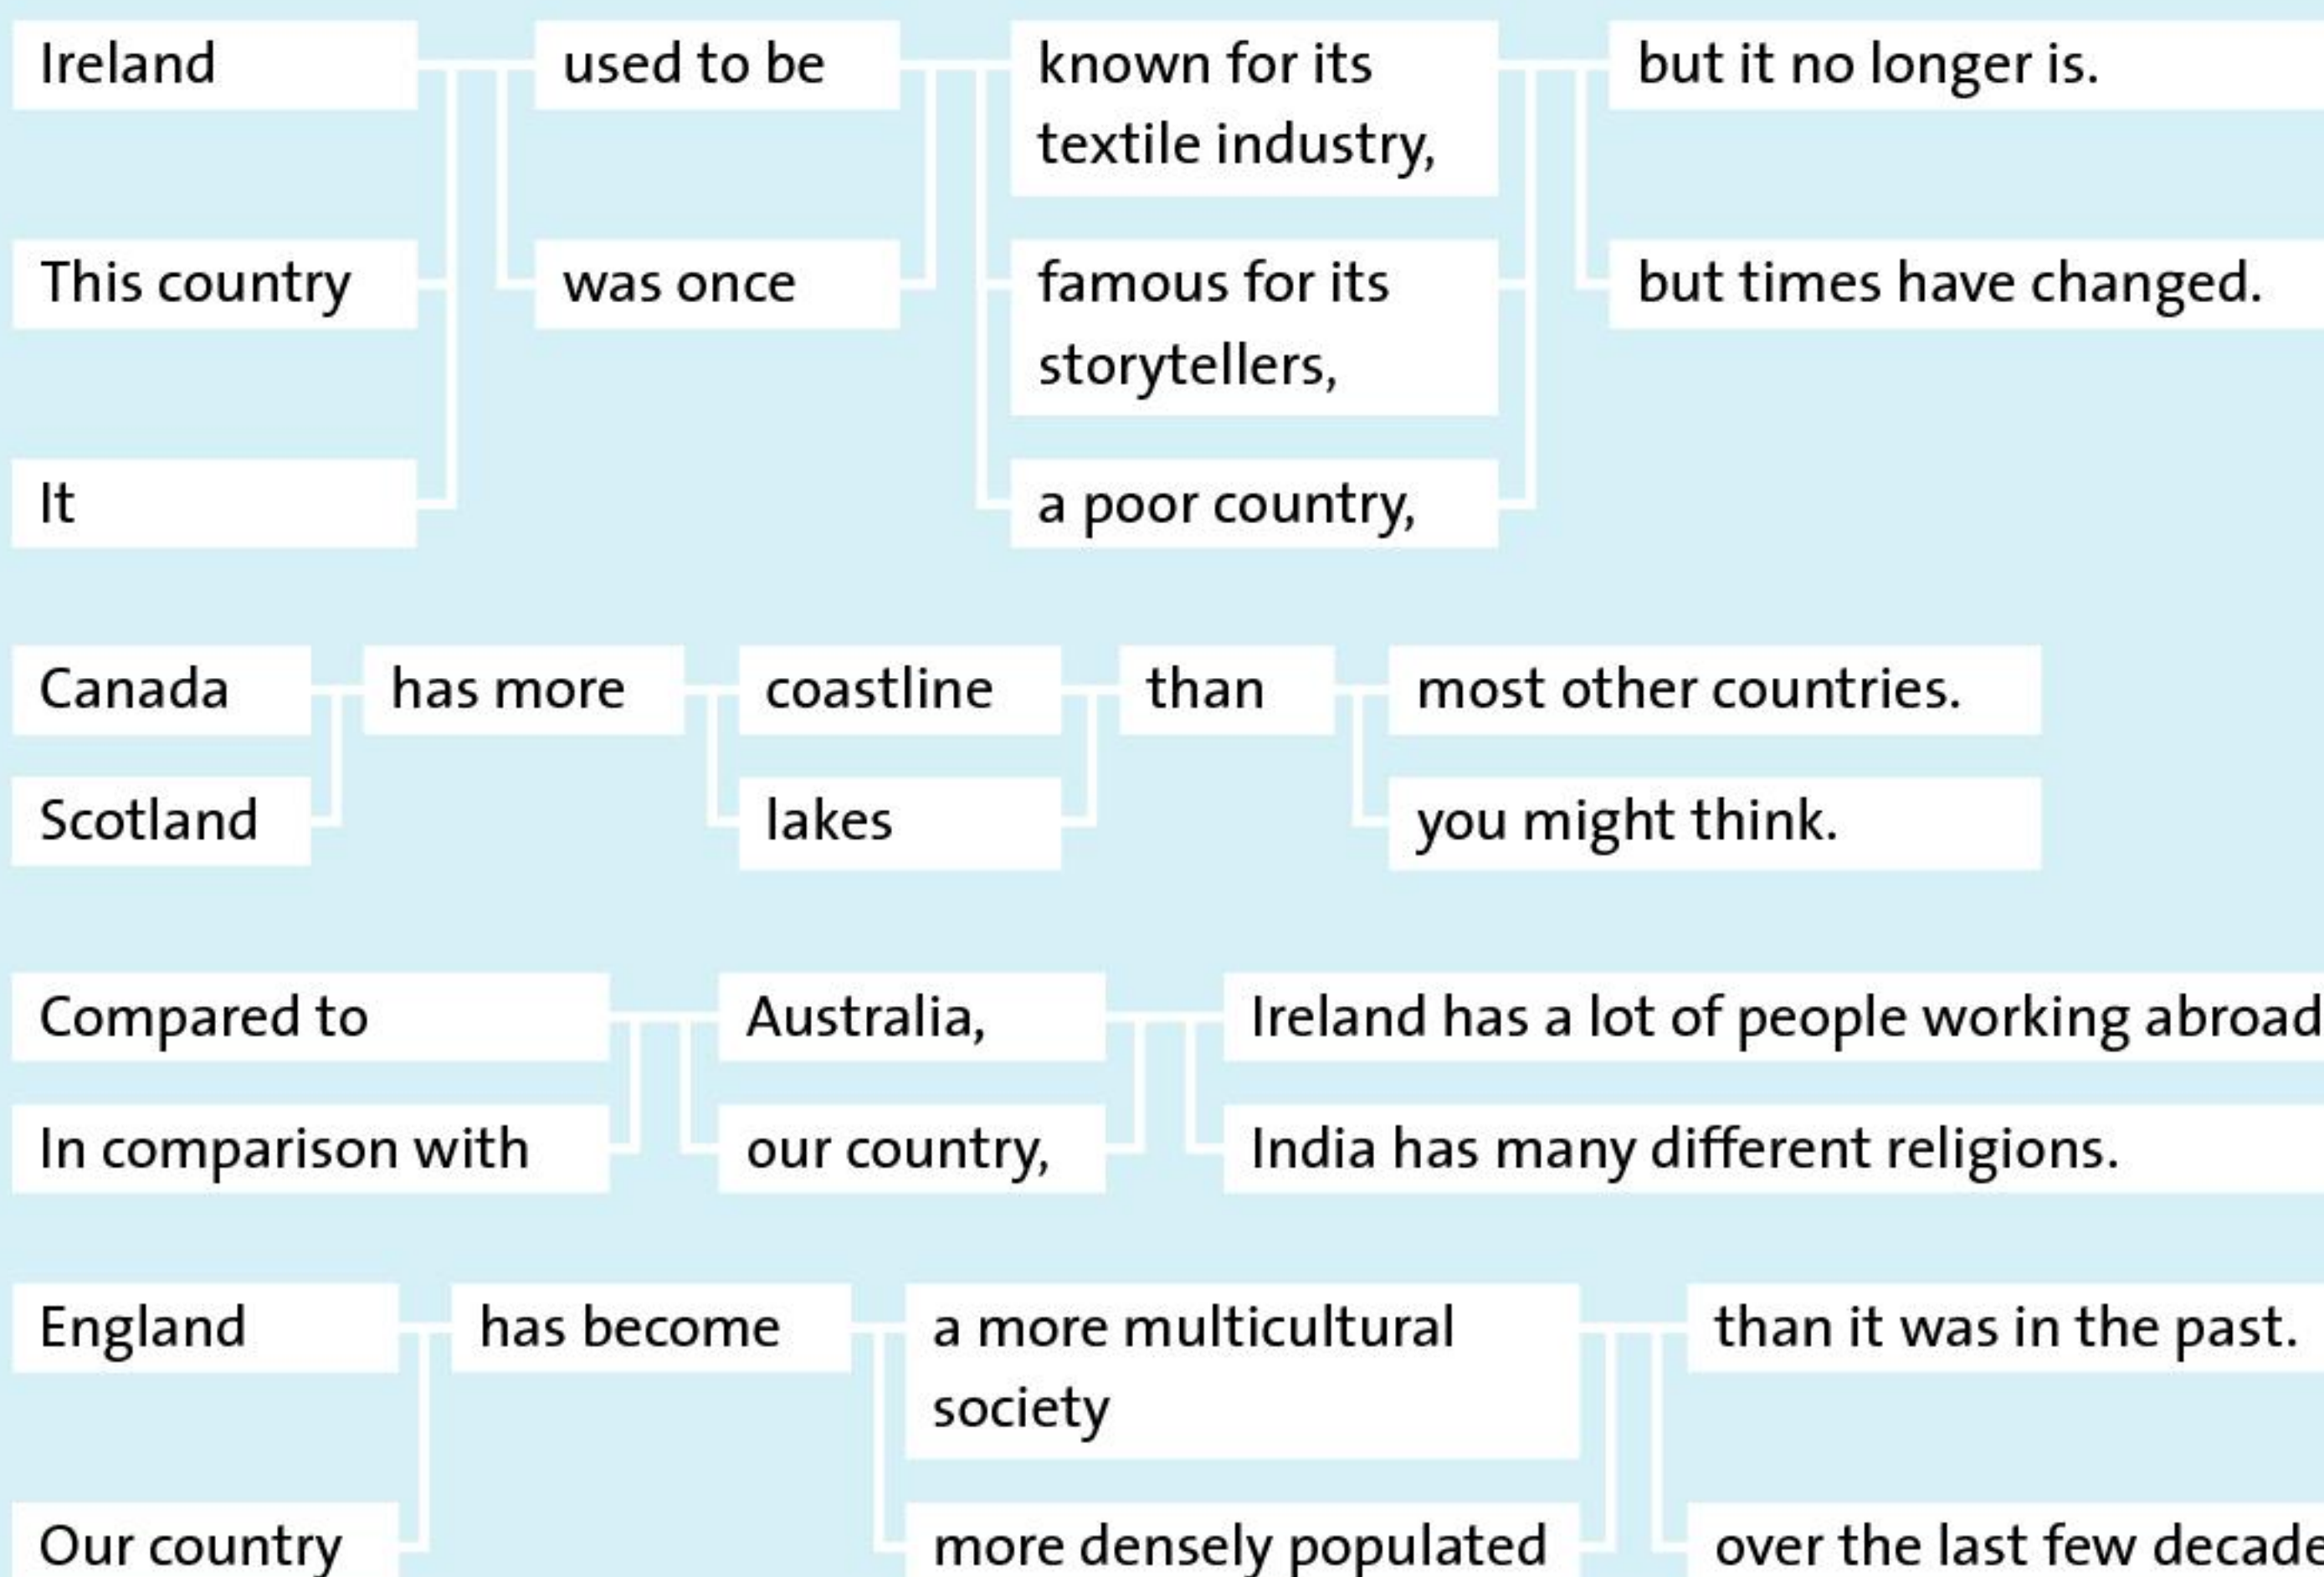 Ireland used to be known for its but it no longer is.
textile industry,
This country was once famous for its but times have changed.
storytellers,
It a poor country,
Canada has more coastline than most other countries.
Scotland lakes you might think.
Compared to Australia, Ireland has a lot of people working abroad
In comparison with our country, India has many different religions.
England has become a more multicultural than it was in the past.
society
Our country more densely populated over the last few decade